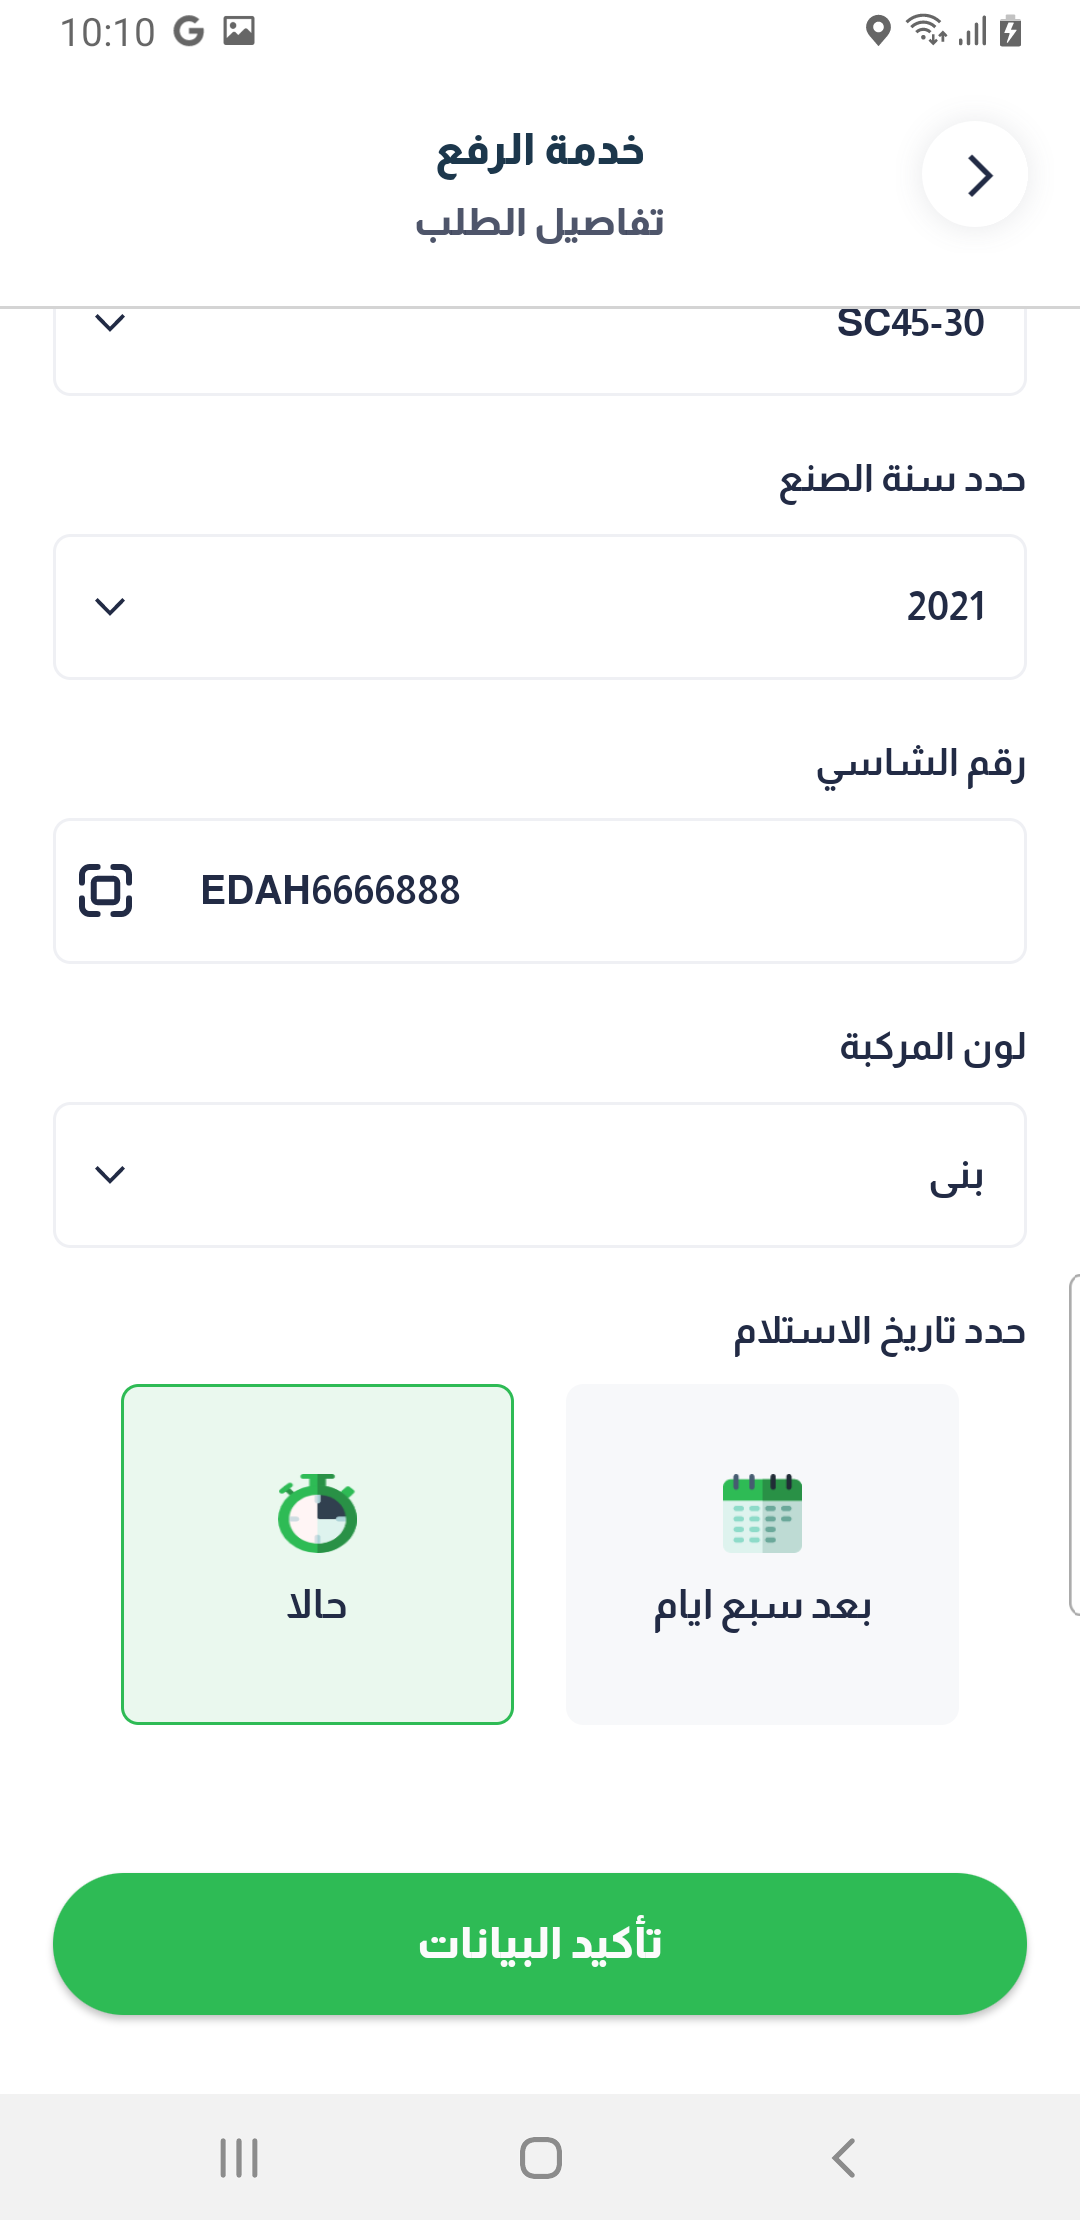 10:10
خدمة الرفع
تفاصيل الطلب
SC45-30
حدد سنة الصنع
2021
رقم الشاسي
EDAH6666888
لون المركبة
بنى
حدد تاريخ الاستلام
بعد سبع ايام
حالا
تأكيد البيانات